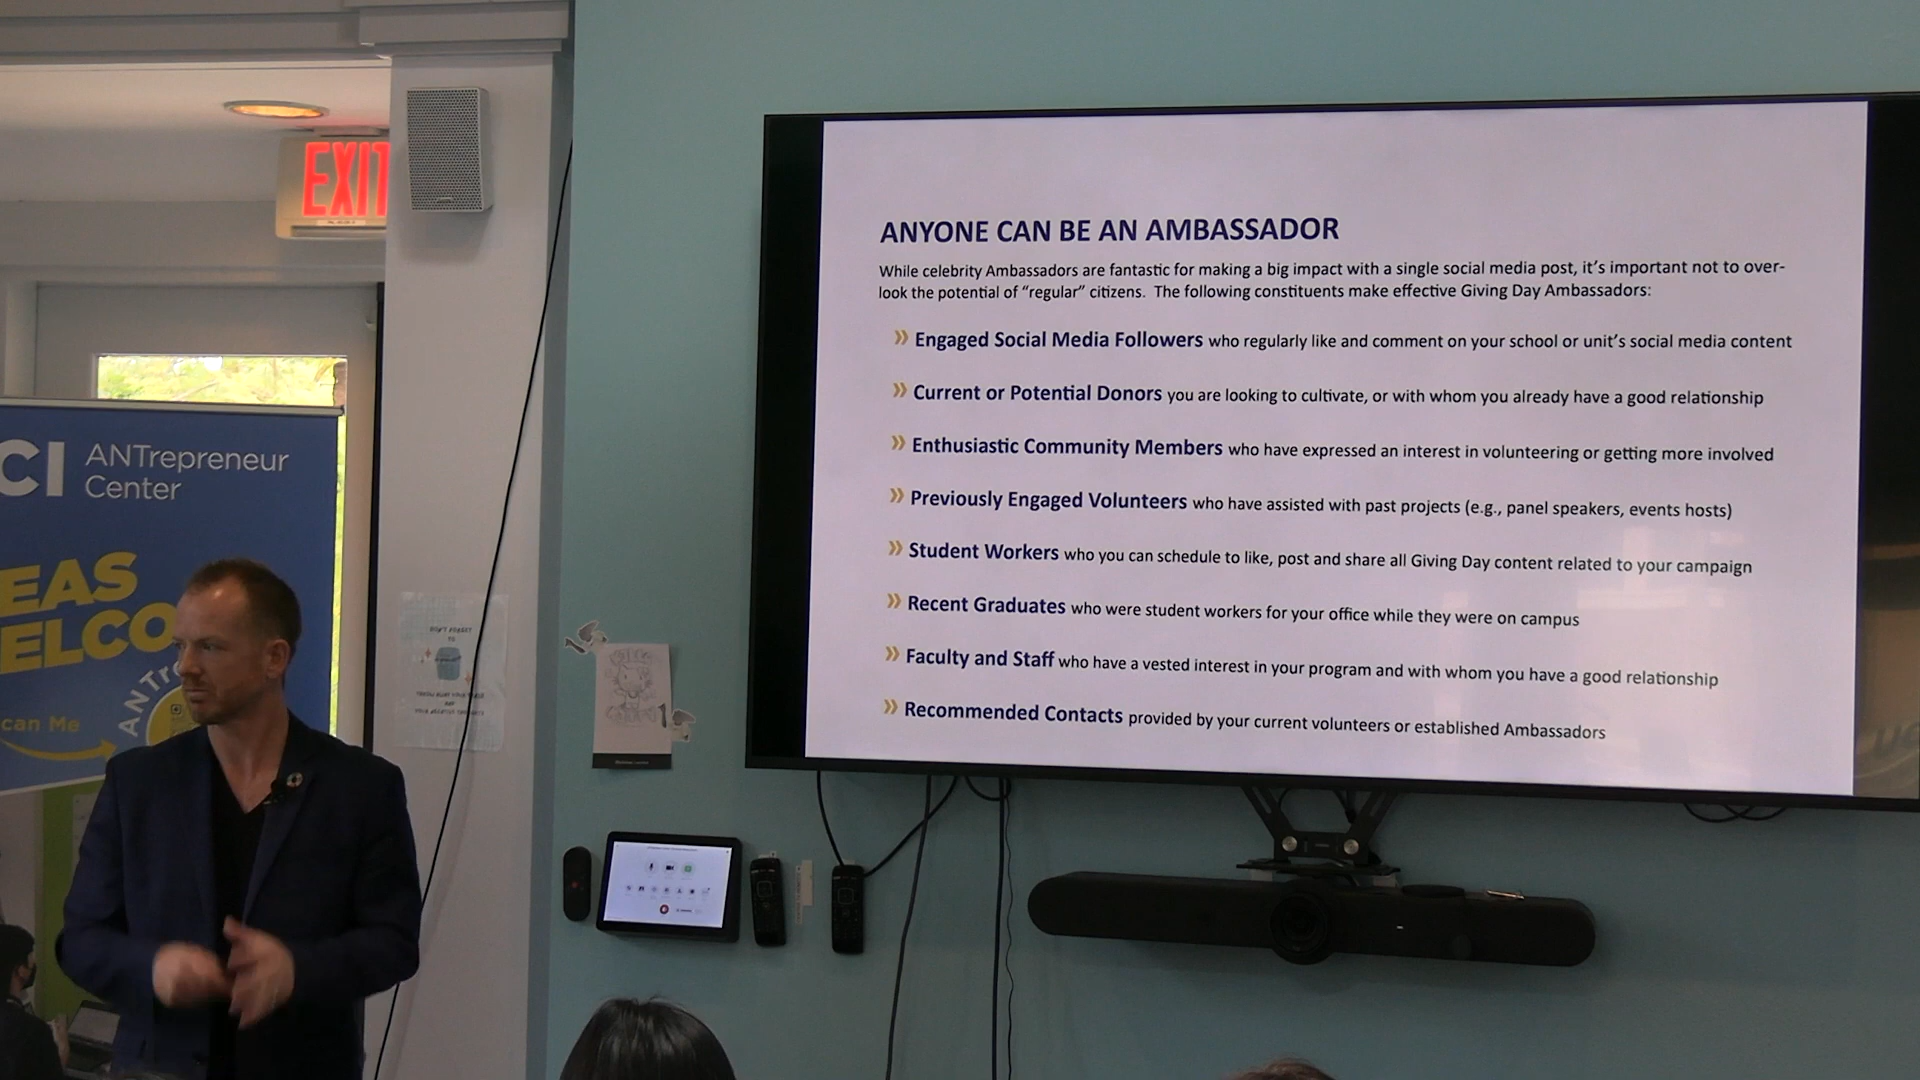 EXIT
CI ANTrepreneur
Center
EAS
ELCO
ANTr
can Me
ANYONE CAN BE AN AMBASSADOR
While celebrity Ambassadors are fantastic for making a big impact with a single social media post, it's important not to over-
look the potential of "regular" citizens. The following constituents make effective Giving Day Ambassadors:
» Engaged Social Media Followers who regularly like and comment on your school or unit's social media content
» Current or Potential Donors you are looking to cultivate, or with whom you already have a good relationship
» Enthusiastic Community Members who have expressed an interest in volunteering or getting more involved
» Previously Engaged Volunteers who have assisted with past projects (e.g., panel speakers, events hosts)
» Student Workers who you can schedule to like, post and share all Giving Day content related to your campaign
» Recent Graduates who were student workers for your office while they were on campus
» Faculty and Staff who have a vested interest in your program and with whom you have a good relationship
» Recommended Contacts provided by your current volunteers or established Ambassadors